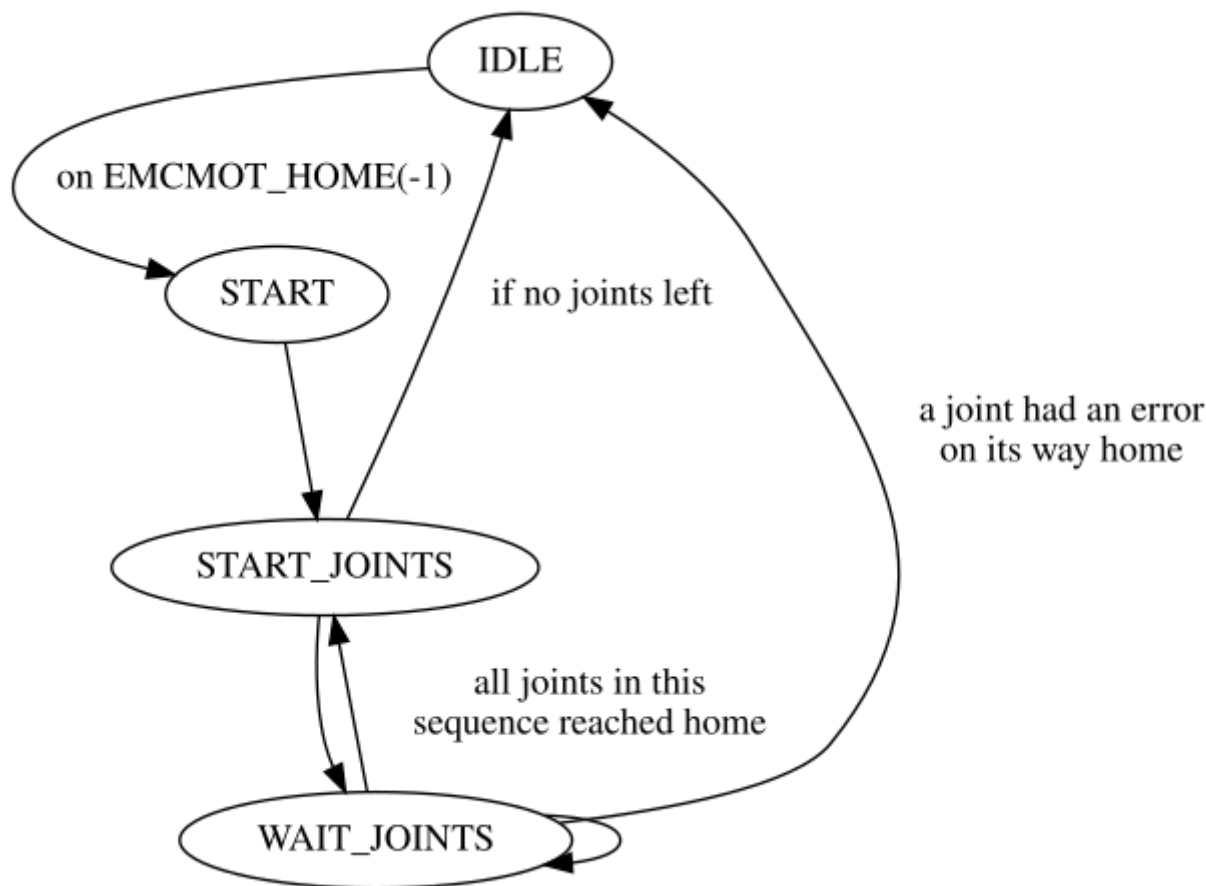 IDLE
on EMCMOT_HOME(-1)
START
if no joints left
a joint had an error
on its way home
START_JOINTS
all joints in this
sequence reached home
WAIT_JOINTS